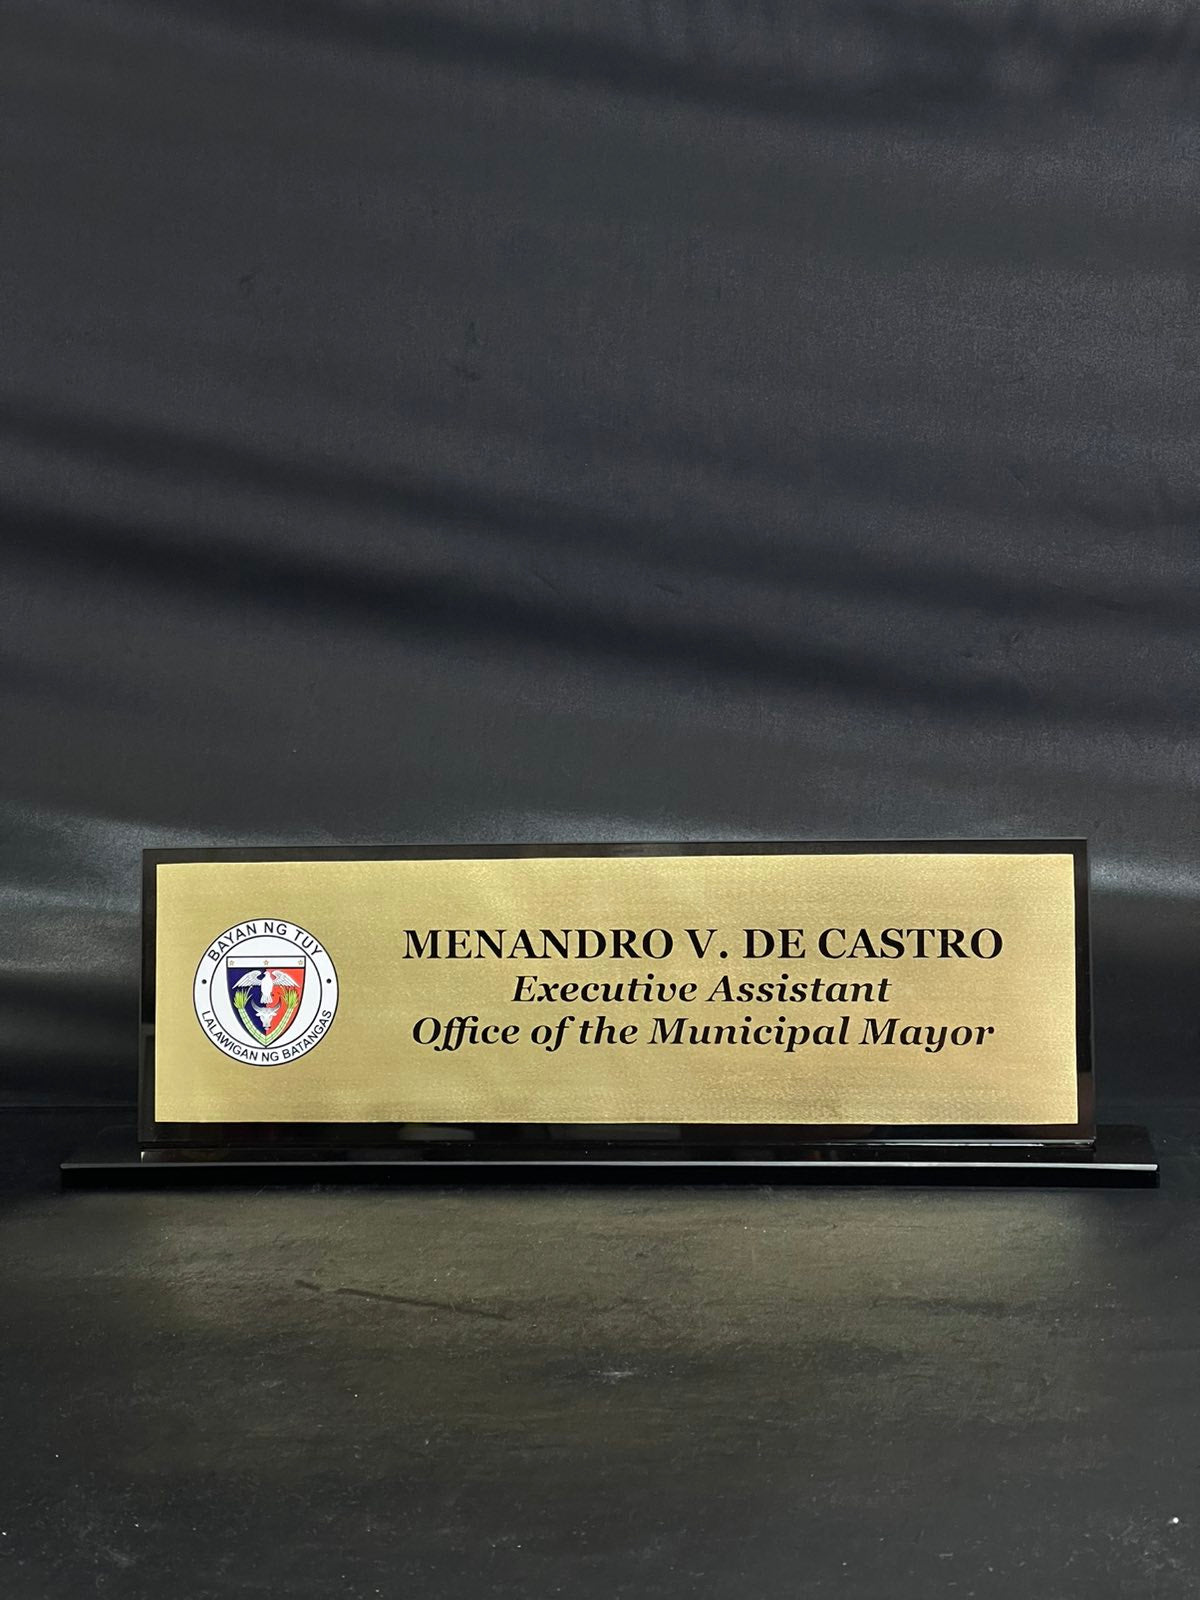 BAYAN NG TUY
LALAWIGAN NG BATANGAS
MENANDRO V. DE CASTRO
Executive Assistant
Office of the Municipal Mayor